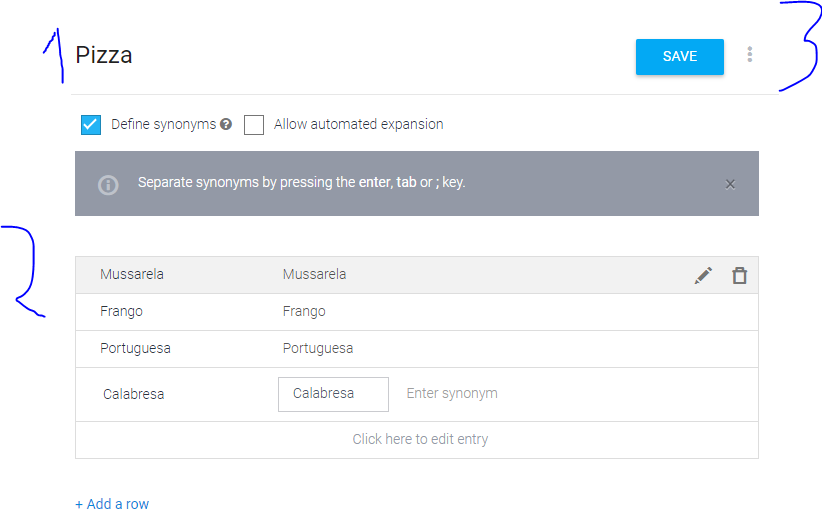 1 Pizza SAVE 3
Define synonyms ? Allow automated expansion
Separate synonyms by pressing the enter, tab or ; key.
2
Mussarela Mussarela
Frango Frango
Portuguesa Portuguesa
Calabresa Calabresa Enter synonym
Click here to edit entry
+ Add a row